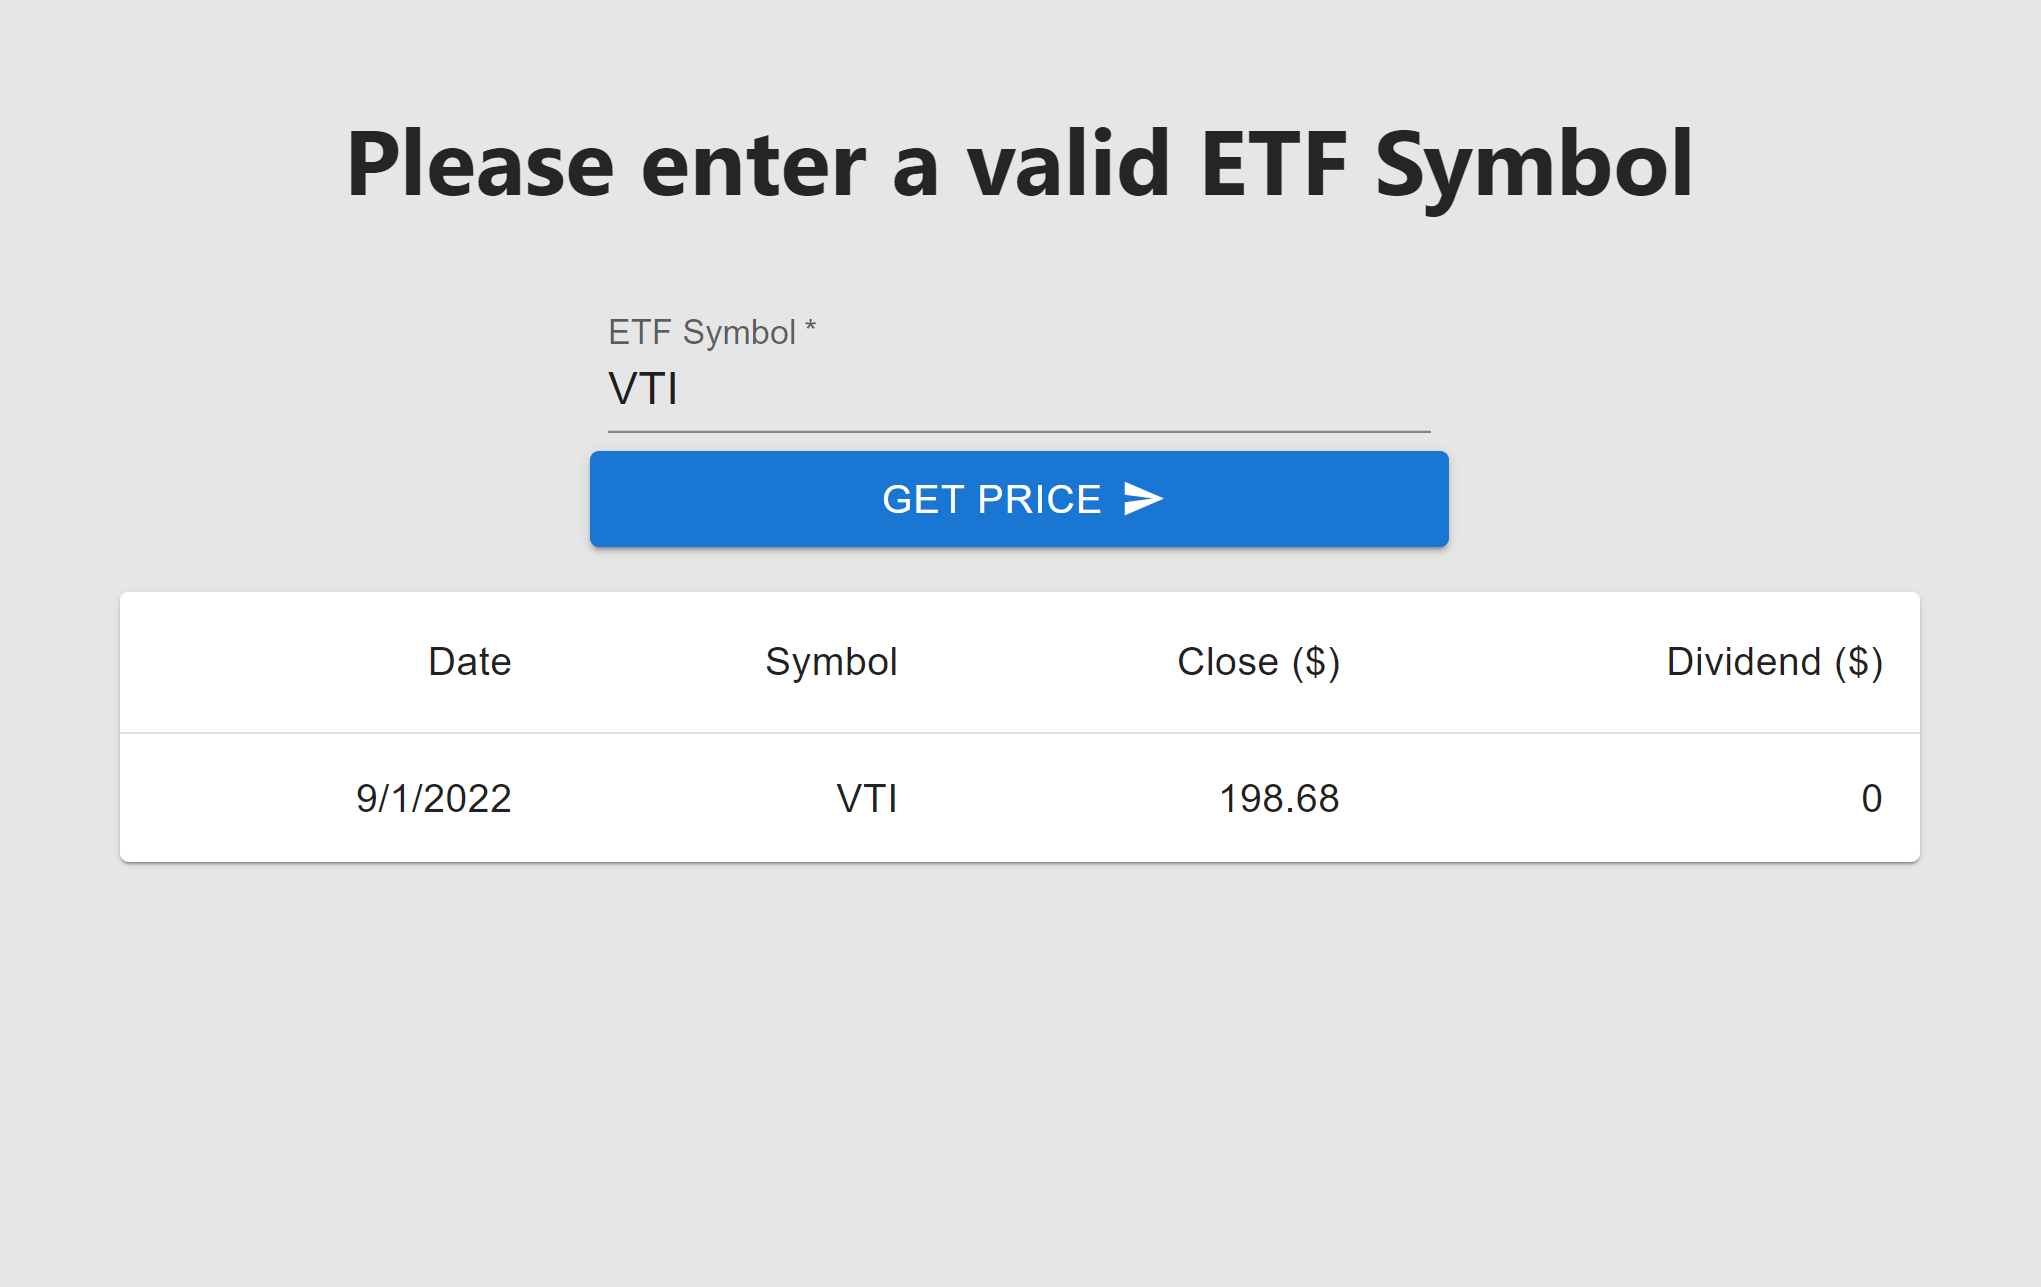 Please enter a valid ETF Symbol
ETF Symbol *
VTI
GET PRICE
Date Symbol Close ($) Dividend ($)
9/1/2022 VTI 198.68 0